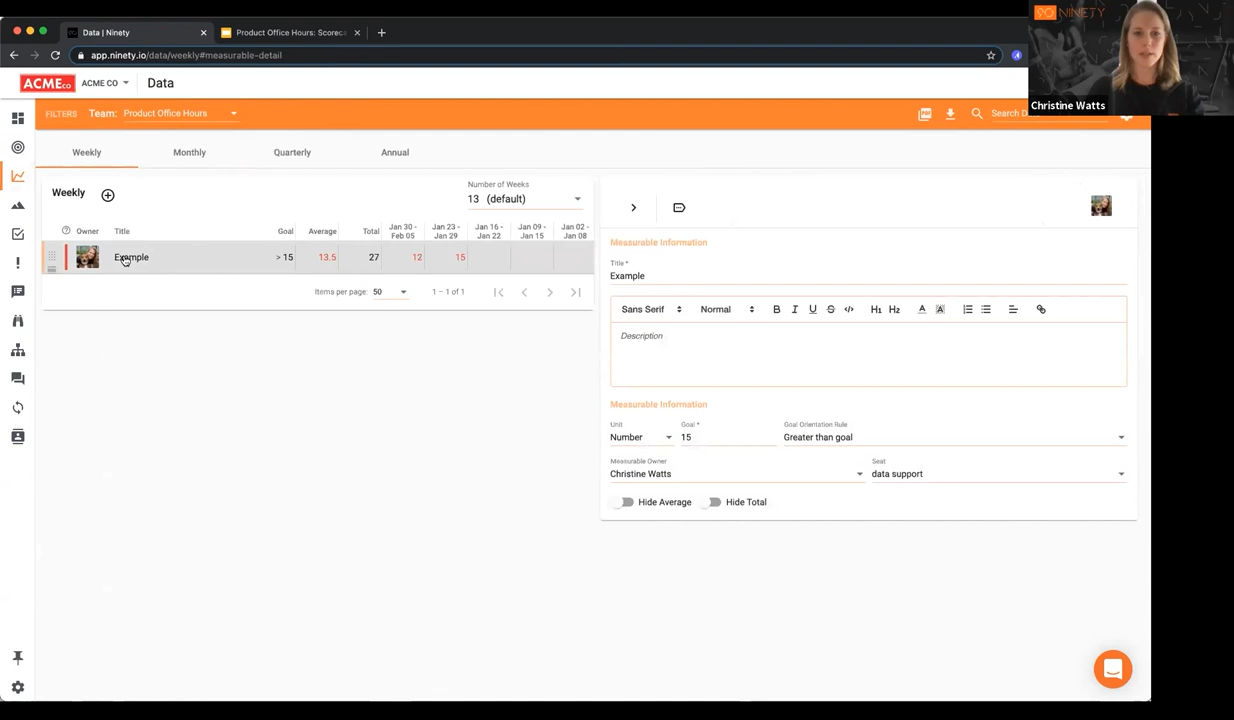 Data | Ninety
Product Office Hours: Scoreca
app.ninety.io/data/weekly#measurable-detail
90 NINETY
Christine Watts
ACMEco ACME CO Data
FILTERS Team: Product Office Hours
Weekly Monthly Quarterly Annual
Weekly
Number of Weeks
13 (default)
Owner Title Goal Average Total Jan 30 - Feb 05 Jan 23 - Jan 29 Jan 16 - Jan 22 Jan 09 - Jan 15 Jan 02 - Jan 08
Example > 15 13.5 27 12 15
Items per page: 50 1 – 1 of 1
Measurable Information
Title *
Example
Sans Serif Normal B I U S H1 H2 A A
Description
Measurable Information
Unit Goal * Goal Orientation Rule
Number 15 Greater than goal
Measurable Owner Seat
Christine Watts data support
Hide Average Hide Total